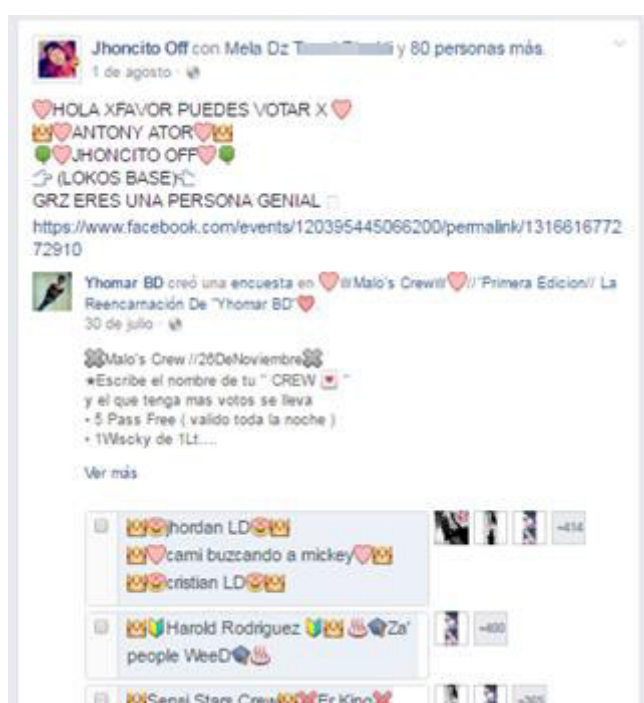 Jhoncito Off con Mela Dz y 80 personas más.
1 de agosto
HOLA XFAVOR PUEDES VOTAR X
ANTONY ATOR
JHONCITO OFF
(LOKOS BASE)
GRZ ERES UNA PERSONA GENIAL
https://www.facebook.com/events/120395445066200/permalink/1316616772
72910
Yhomar BD creó una encuesta en ///Malo's Crew/// //"Primera Edicion// La
Reencarnación De "Yhomar BD"
30 de julio
Malo's Crew //26DeNoviembre
★Escribe el nombre de tu " CREW 💌 "
y el que tenga mas votos se lleva
• 5 Pass Free ( valido toda la noche )
• 1Wiscky de 1Lt....
Ver más
jhordan LD
+414
cami buzcando a mickey
cristian LD
Harold Rodriguez Za'
+400
people WeeD
Sensi Stars Crew Er King